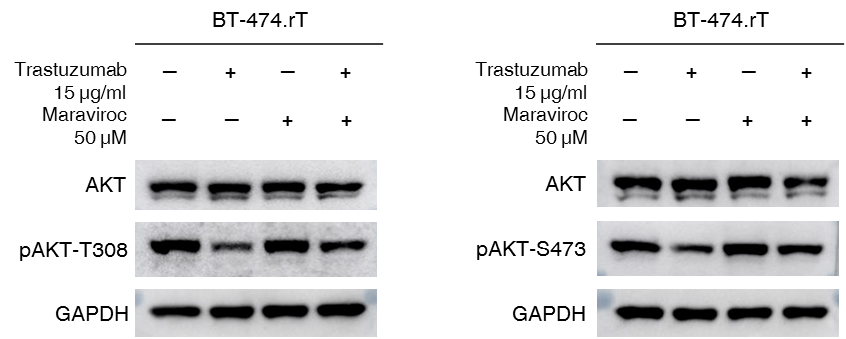 BT-474.rT
Trastuzumab
15 µg/ml
– + – +
Maraviroc
50 µM
– – + +
AKT
pAKT-T308
GAPDH
BT-474.rT
Trastuzumab
15 µg/ml
– + – +
Maraviroc
50 µM
– – + +
AKT
pAKT-S473
GAPDH